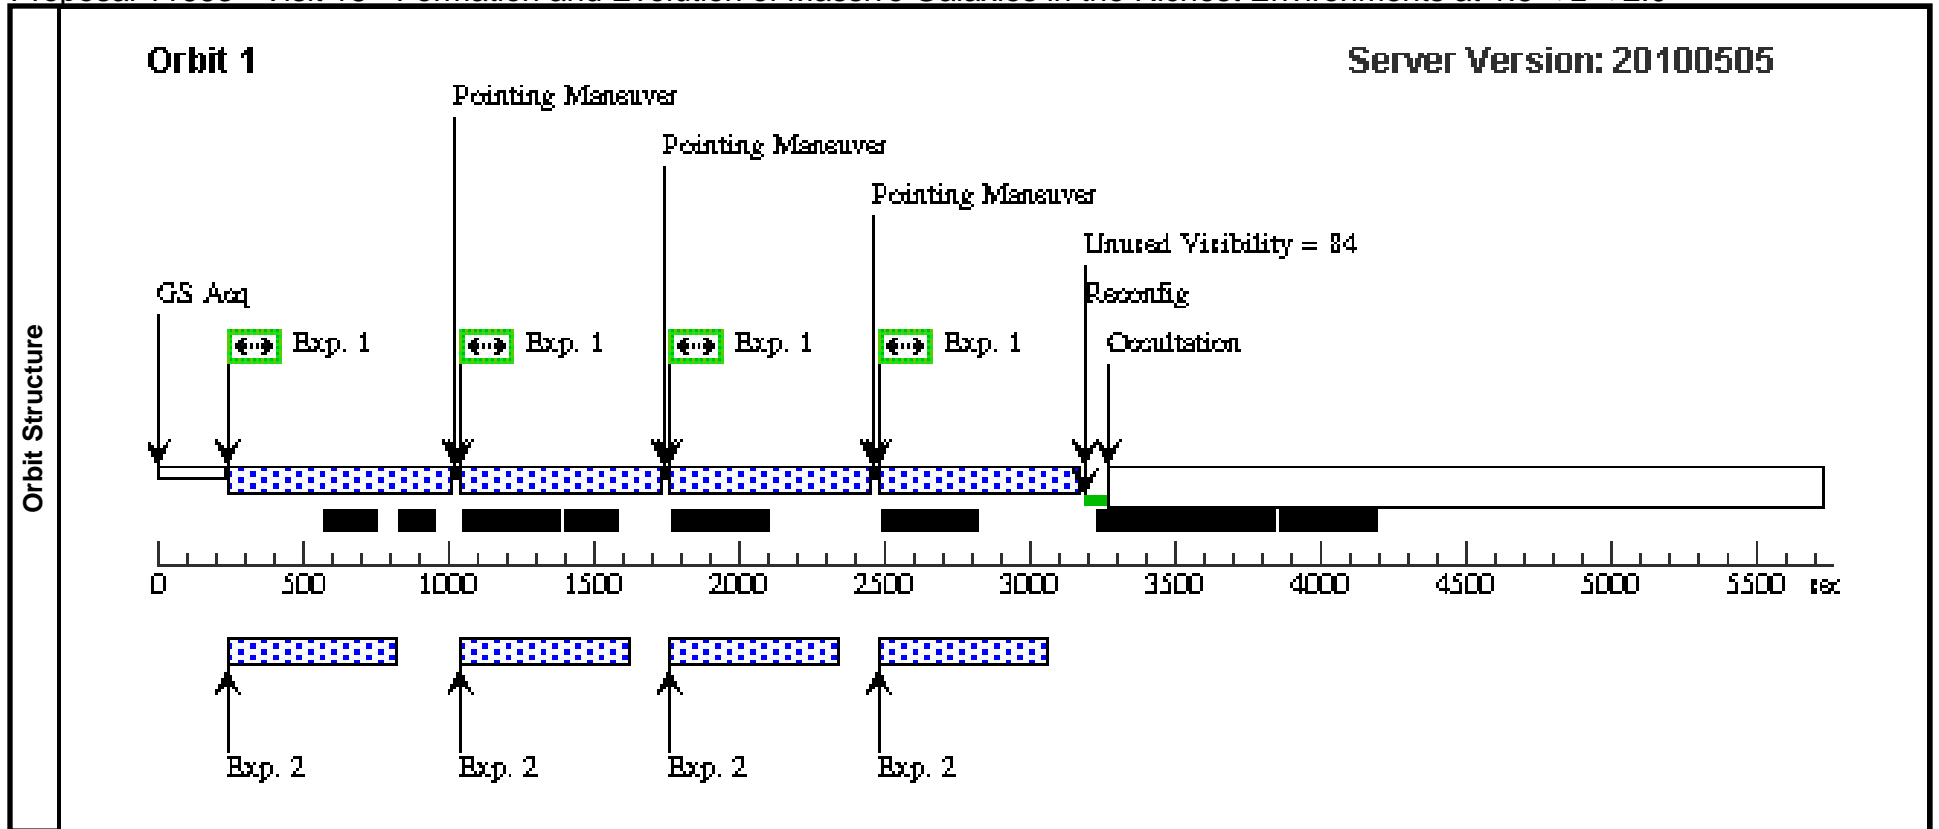 Orbit Structure
Orbit 1
Server Version: 20100505
Pointing Maneuver
Pointing Maneuver
Pointing Maneuver
Unused Visibility = 84
GS Acq
Reconfig
Exp. 1
Exp. 1
Exp. 1
Exp. 1
Occultation
0 500 1000 1500 2000 2500 3000 3500 4000 4500 5000 5500 sec
Exp. 2
Exp. 2
Exp. 2
Exp. 2